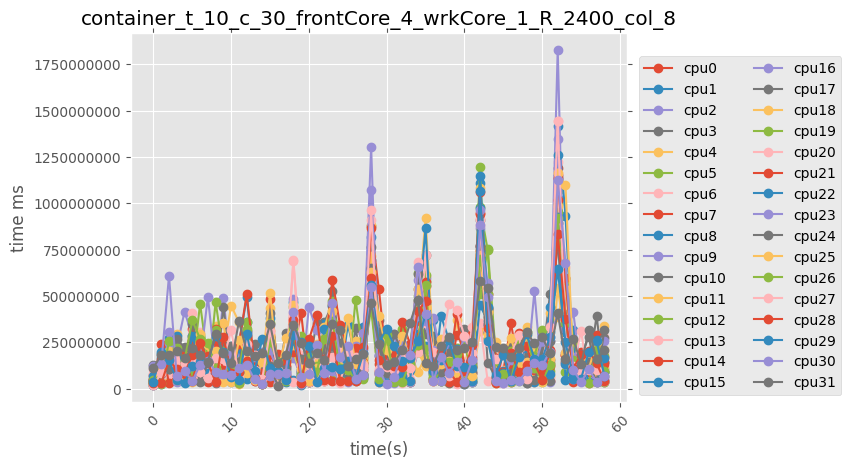 container_t_10_c_30_frontCore_4_wrkCore_1_R_2400_col_8
time ms
1750000000
1500000000
1250000000
1000000000
750000000
500000000
250000000
0
0
10
20
30
40
50
60
time(s)
cpu0
cpu1
cpu2
cpu3
cpu4
cpu5
cpu6
cpu7
cpu8
cpu9
cpu10
cpu11
cpu12
cpu13
cpu14
cpu15
cpu16
cpu17
cpu18
cpu19
cpu20
cpu21
cpu22
cpu23
cpu24
cpu25
cpu26
cpu27
cpu28
cpu29
cpu30
cpu31